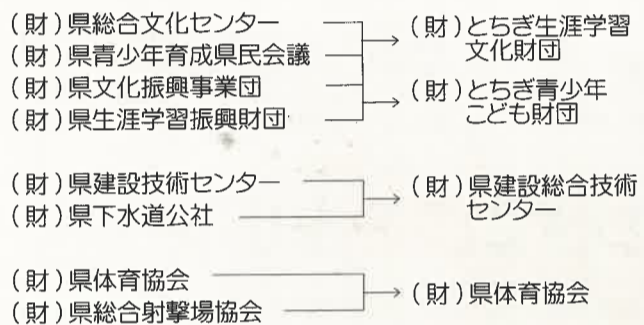 (財)県総合文化センター
(財)県青少年育成県民会議
(財)県文化振興事業団
(財)県生涯学習振興財団
(財)とちぎ生涯学習
文化財団
(財)とちぎ青少年
こども財団
(財)県建設技術センター
(財)県下水道公社
(財)県建設総合技術
センター
(財)県体育協会
(財)県総合射撃場協会
(財)県体育協会